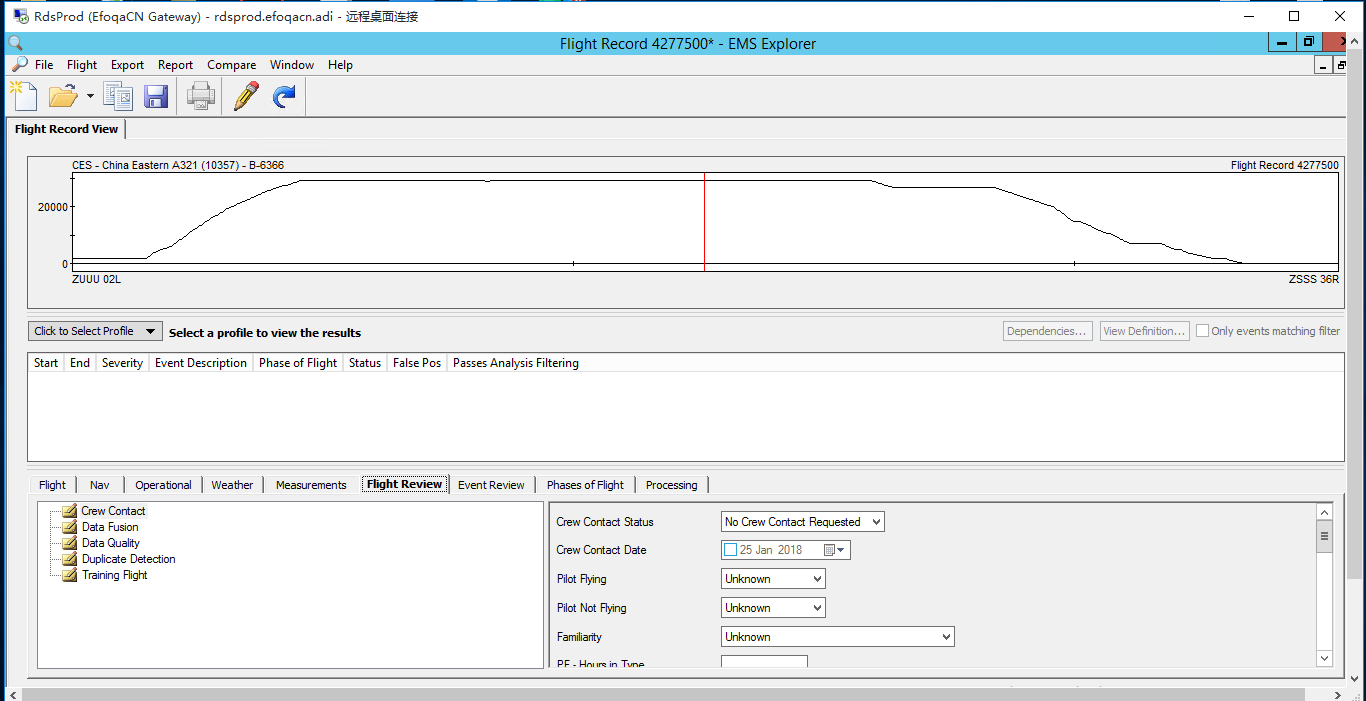 RdsProd (EfoqaCN Gateway) - rdsprod.efoqacn.adi - 远程桌面连接
Flight Record 4277500* - EMS Explorer
File Flight Export Report Compare Window Help
Flight Record View
CES - China Eastern A321 (10357) - B-6366 Flight Record 4277500
20000
0
ZUUU 02L ZSSS 36R
Click to Select Profile Select a profile to view the results Dependencies... View Definition... Only events matching filter
Start End Severity Event Description Phase of Flight Status False Pos Passes Analysis Filtering
Flight Nav Operational Weather Measurements Flight Review Event Review Phases of Flight Processing
Crew Contact
Data Fusion
Data Quality
Duplicate Detection
Training Flight
Crew Contact Status No Crew Contact Requested
Crew Contact Date 25 Jan 2018
Pilot Flying Unknown
Pilot Not Flying Unknown
Familiarity Unknown
PF - Hours in Type